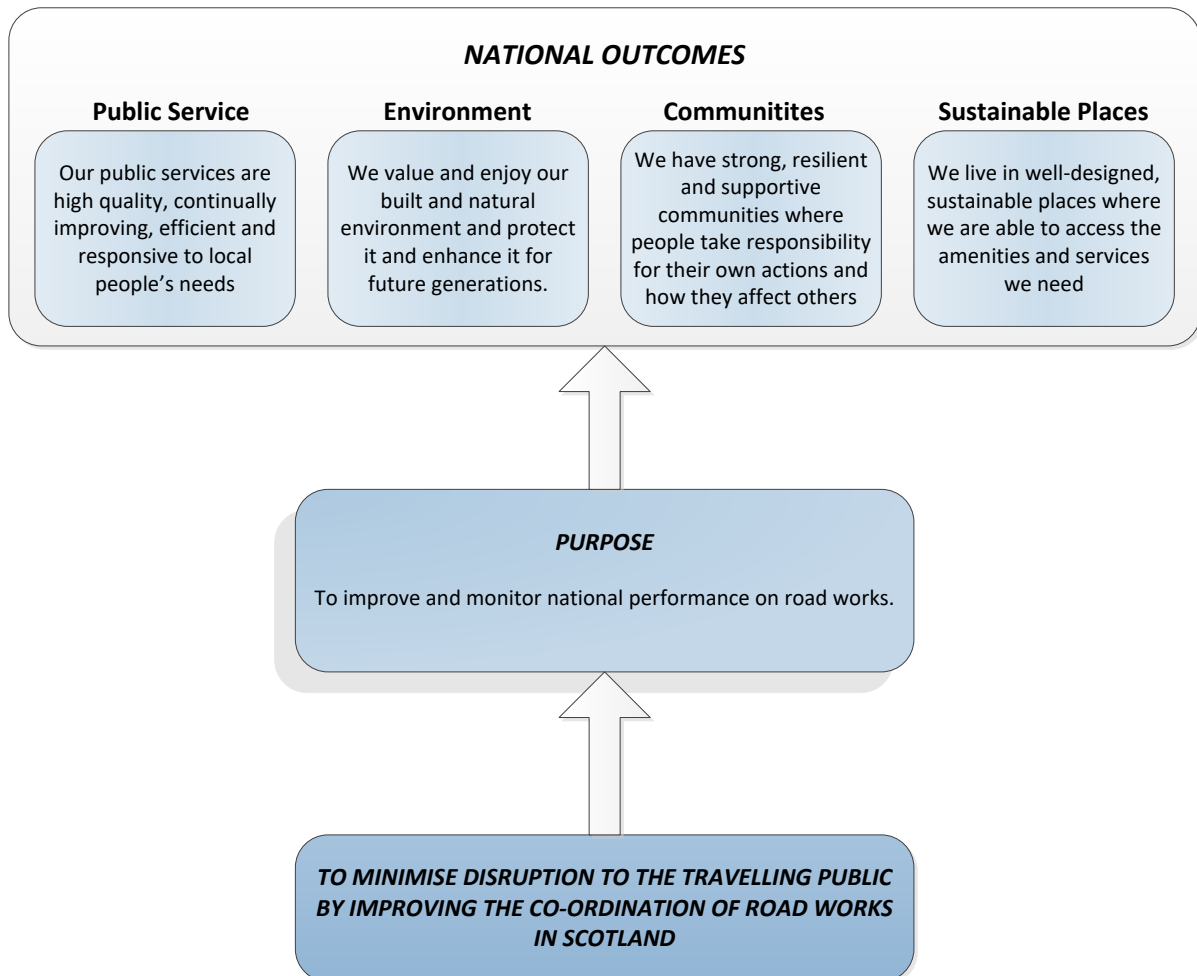 NATIONAL OUTCOMES
Public Service
Our public services are
high quality, continually
improving, efficient and
responsive to local
people’s needs
Environment
We value and enjoy our
built and natural
environment and protect
it and enhance it for
future generations.
Communitites
We have strong, resilient
and supportive
communities where
people take responsibility
for their own actions and
how they affect others
Sustainable Places
We live in well-designed,
sustainable places where
we are able to access the
amenities and services
we need
PURPOSE
To improve and monitor national performance on road works.
TO MINIMISE DISRUPTION TO THE TRAVELLING PUBLIC
BY IMPROVING THE CO-ORDINATION OF ROAD WORKS
IN SCOTLAND